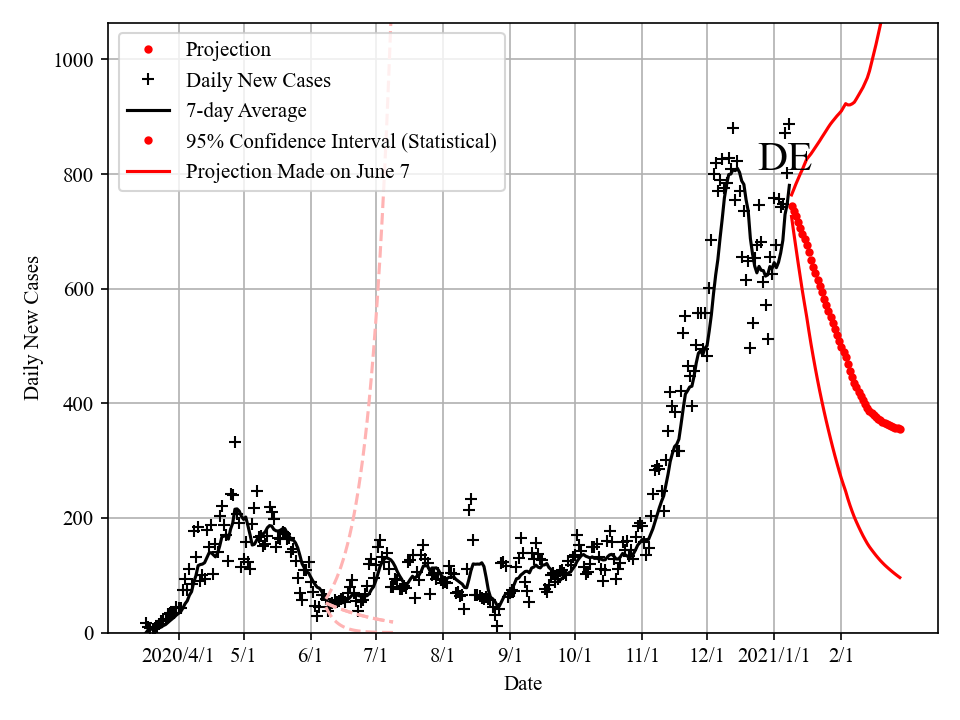 Projection
Daily New Cases
7-day Average
95% Confidence Interval (Statistical)
Projection Made on June 7
DE
Daily New Cases
1000
800
600
400
200
0
2020/4/1 5/1 6/1 7/1 8/1 9/1 10/1 11/1 12/1 2021/1/1 2/1
Date